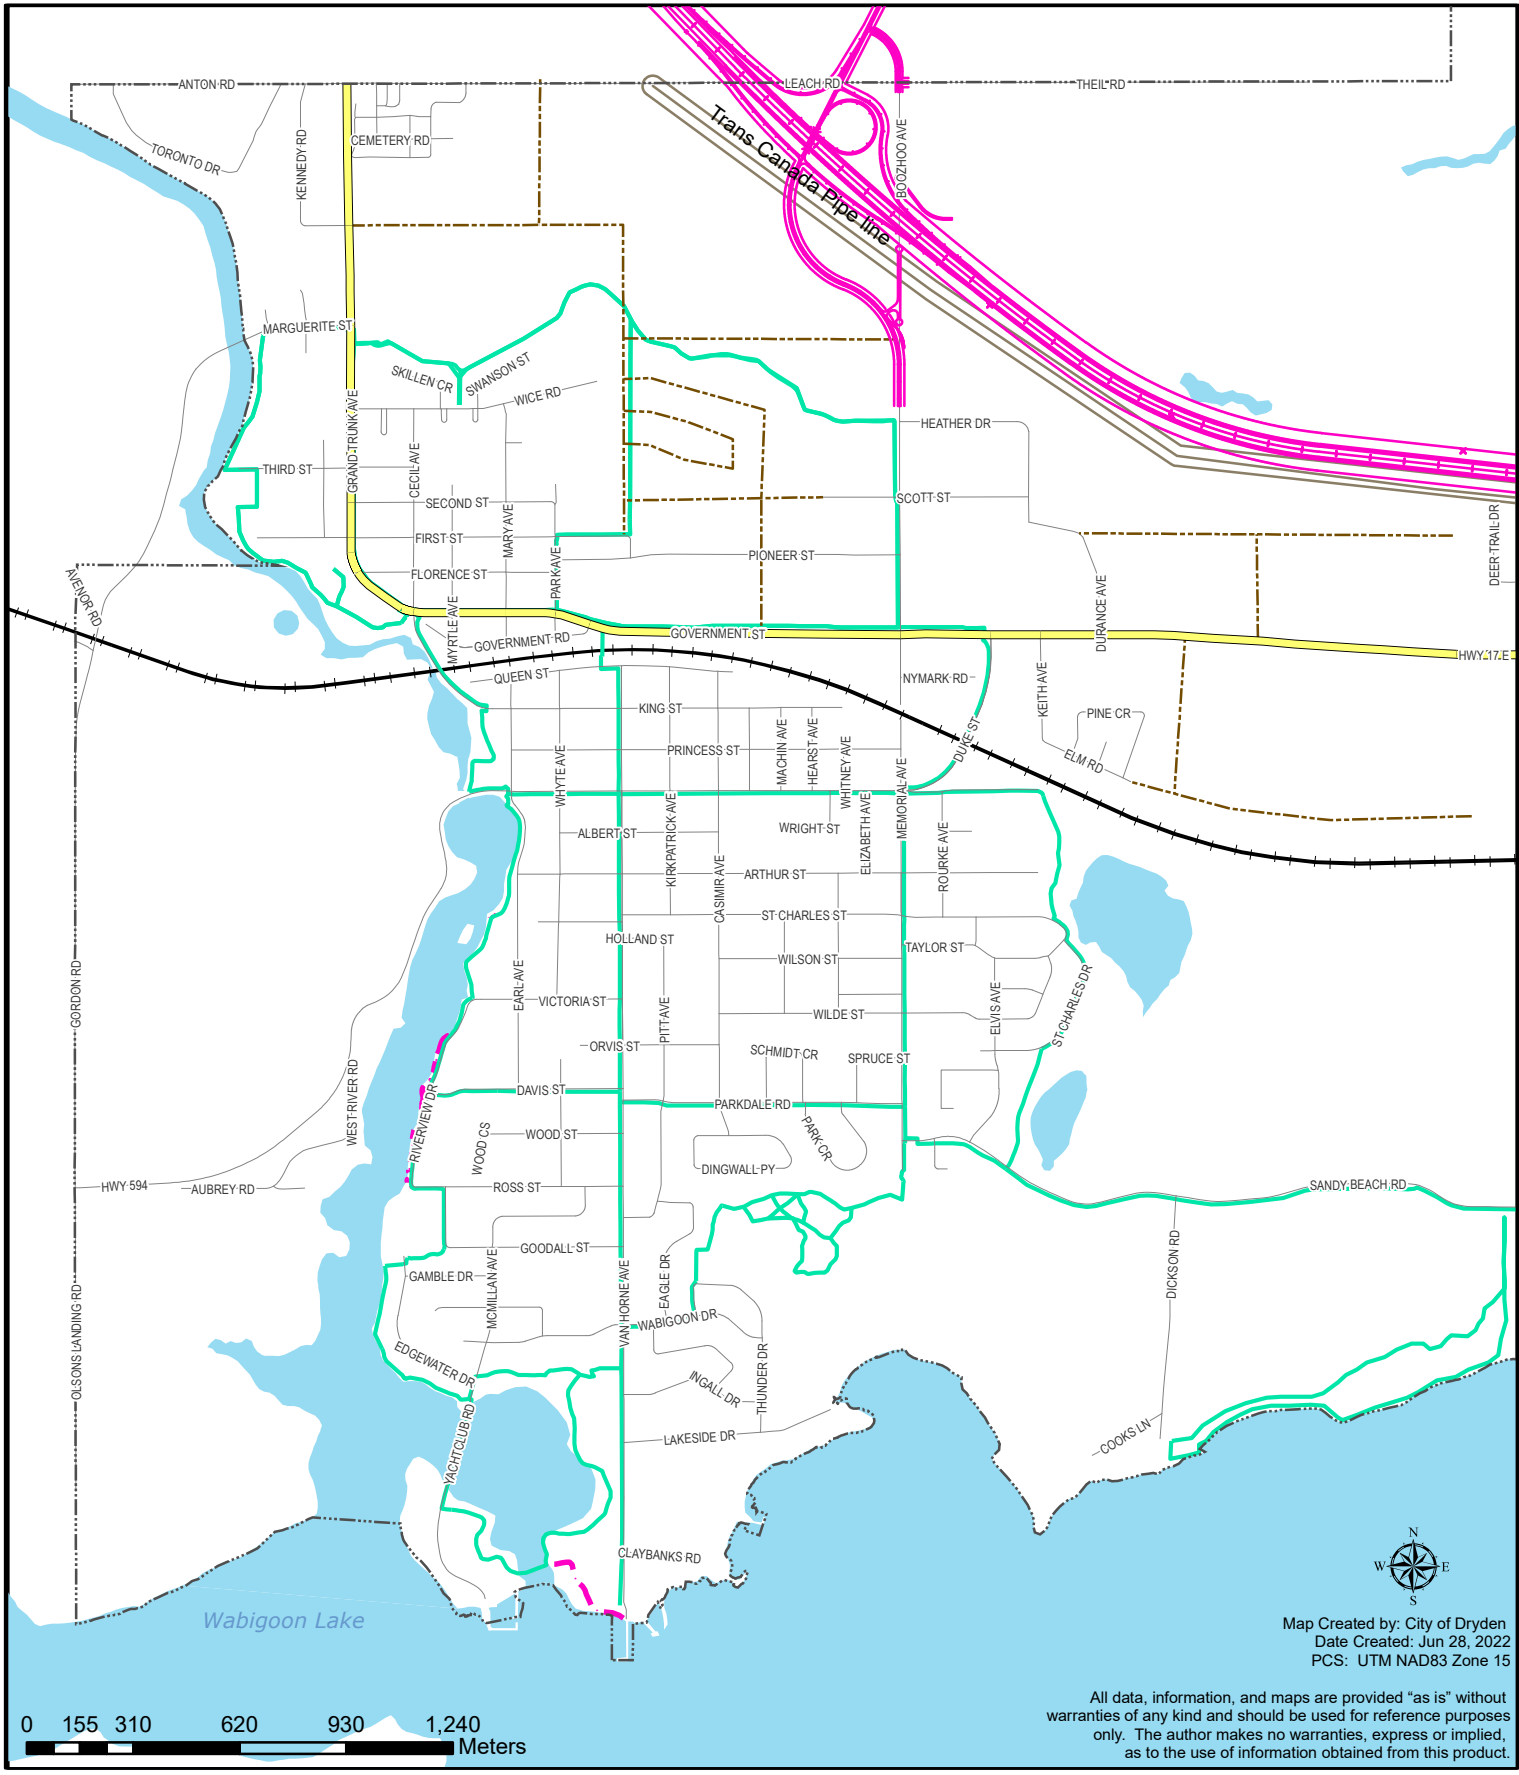 ANTON RD
LEACH RD
THEIL RD
TORONTO DR
KENNEDY RD
CEMETERY RD
Trans Canada Pipe line
BOOZHOO AVE
MARGUERITE ST
SKILLEN CR
SWANSON ST
WICE RD
GRAND TRUNK AVE
CECIL AVE
HEATHER DR
THIRD ST
SECOND ST
SCOTT ST
MARY AVE
FIRST ST
PIONEER ST
DEER TRAIL DR
FLORENCE ST
PARK AVE
AVENOR RD
DURANCE AVE
MYRTLE AVE
GOVERNMENT RD
GOVERNMENT ST
HWY 17 E
QUEEN ST
NYMARK RD
KEITH AVE
KING ST
PINE CR
MACHIN AVE
HEARST AVE
WHITNEY AVE
PRINCESS ST
DUKE ST
ELM RD
WHYTE AVE
MEMORIAL AVE
ALBERT ST
KIRKPATRICK AVE
WRIGHT ST
ELIZABETH AVE
ROURKE AVE
CASIMIR AVE
ARTHUR ST
ST CHARLES ST
HOLLAND ST
TAYLOR ST
WILSON ST
GORDON RD
EARL AVE
VICTORIA ST
PITT AVE
WILDE ST
ELVIS AVE
ST CHARLES DR
ORVIS ST
SCHMIDT CR
SPRUCE ST
WEST RIVER RD
DAVIS ST
PARKDALE RD
RIVERVIEW DR
WOOD CS
WOOD ST
PARK CR
DINGWALL PY
HWY 594
AUBREY RD
ROSS ST
SANDY BEACH RD
GOODALL ST
DICKSON RD
GAMBLE DR
MCMILLAN AVE
VAN HORNE AVE
EAGLE DR
WABIGOON DR
OLSONS LANDING RD
EDGEWATER DR
INGALL DR
THUNDER DR
YACHT CLUB RD
LAKESIDE DR
COOKS LN
CLAYBANKS RD
Wabigoon Lake
N
W
E
S
Map Created by: City of Dryden
Date Created: Jun 28, 2022
PCS: UTM NAD83 Zone 15
All data, information, and maps are provided “as is” without
warranties of any kind and should be used for reference purposes
only. The author makes no warranties, express or implied,
as to the use of information obtained from this product.
0 155 310 620 930 1,240
Meters